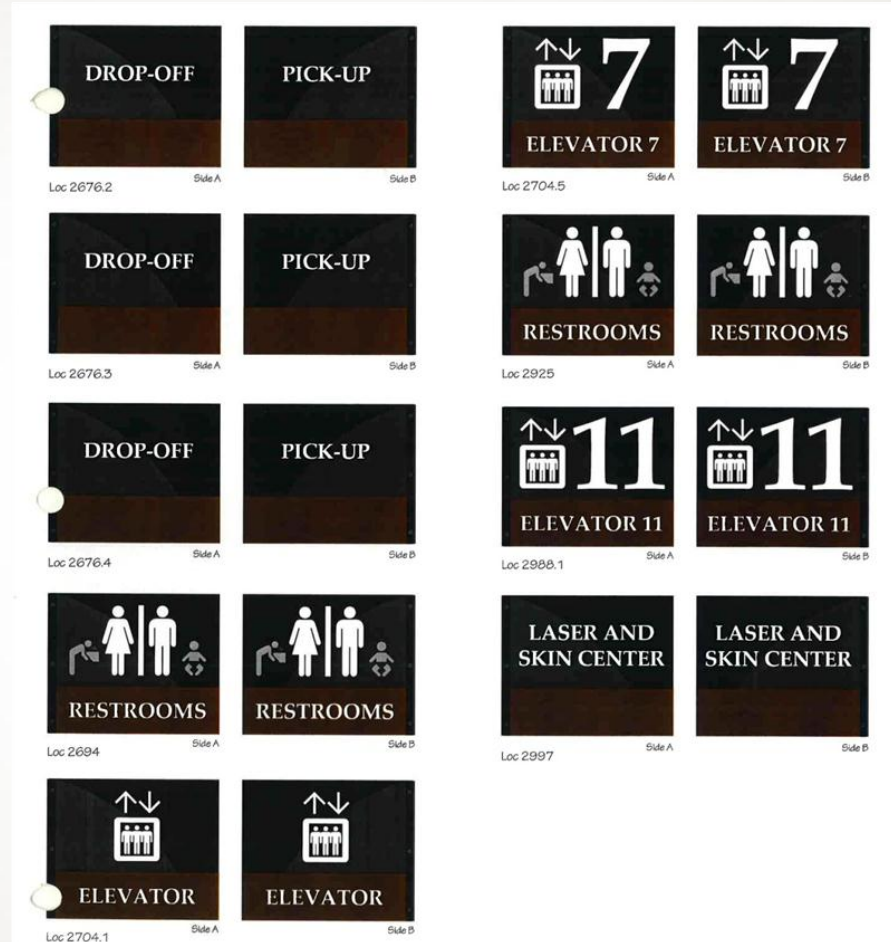 DROP-OFF
PICK-UP
Loc 2676.2
Side A
Side B
DROP-OFF
PICK-UP
Loc 2676.3
Side A
Side B
DROP-OFF
PICK-UP
Loc 2676.4
Side A
Side B
RESTROOMS
RESTROOMS
Loc 2694
Side A
Side B
ELEVATOR
ELEVATOR
Loc 2704.1
Side A
Side B
7
7
ELEVATOR 7
ELEVATOR 7
Loc 2704.5
Side A
Side B
RESTROOMS
RESTROOMS
Loc 2925
Side A
Side B
11
11
ELEVATOR 11
ELEVATOR 11
Loc 2988.1
Side A
Side B
LASER AND
SKIN CENTER
LASER AND
SKIN CENTER
Loc 2997
Side A
Side B